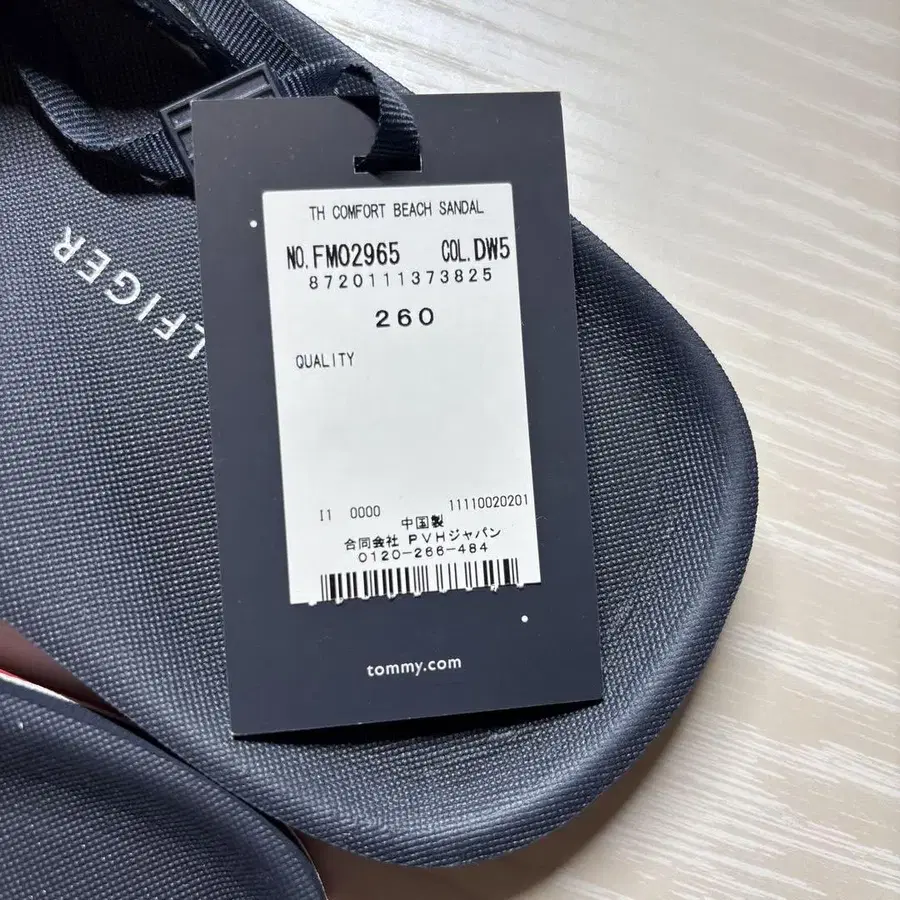 LFIGER
TH COMFORT BEACH SANDAL
NO.FM02965 COL.DW5
8720111373825
260
QUALITY
I1 0000 11110020201
中国製
合同会社 PVHジャパン
0120-266-484
tommy.com